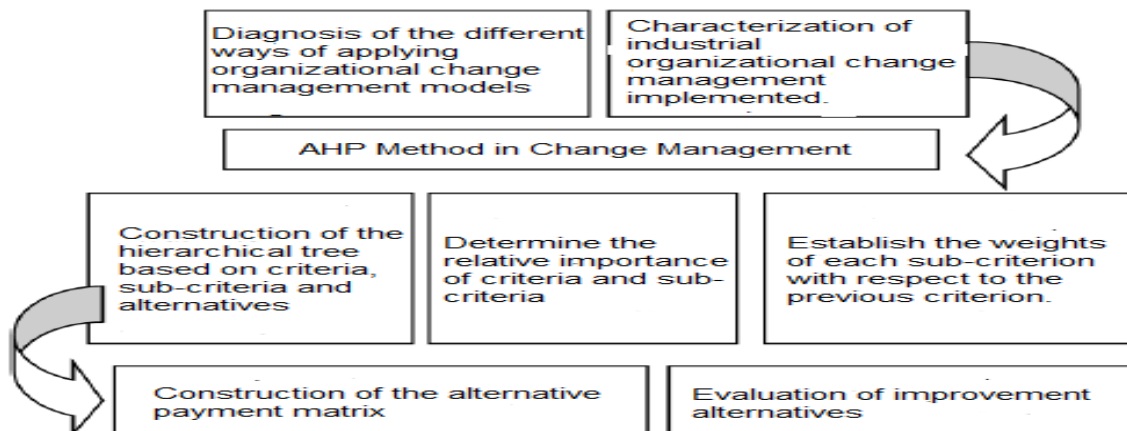 Diagnosis of the different
ways of applying
organizational change
management models
Characterization of
industrial
organizational change
management
implemented.
AHP Method in Change Management
Construction of the
hierarchical tree
based on criteria,
sub-criteria and
alternatives
Determine the
relative importance
of criteria and sub-
criteria
Establish the weights
of each sub-criterion
with respect to the
previous criterion.
Construction of the alternative
payment matrix
Evaluation of improvement
alternatives